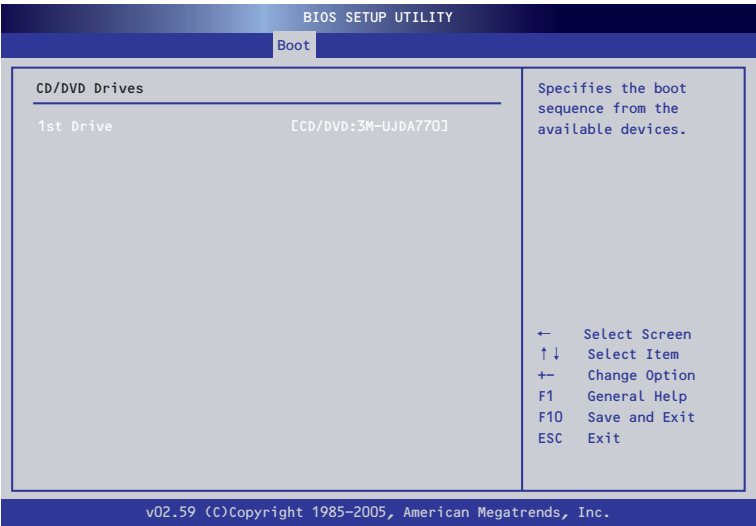 BIOS SETUP UTILITY
Boot
CD/DVD Drives
1st Drive [CD/DVD:3M-UJDA770]
Specifies the boot
sequence from the
available devices.
← Select Screen
↑↓ Select Item
+- Change Option
F1 General Help
F10 Save and Exit
ESC Exit
v02.59 (C)Copyright 1985-2005, American Megatrends, Inc.